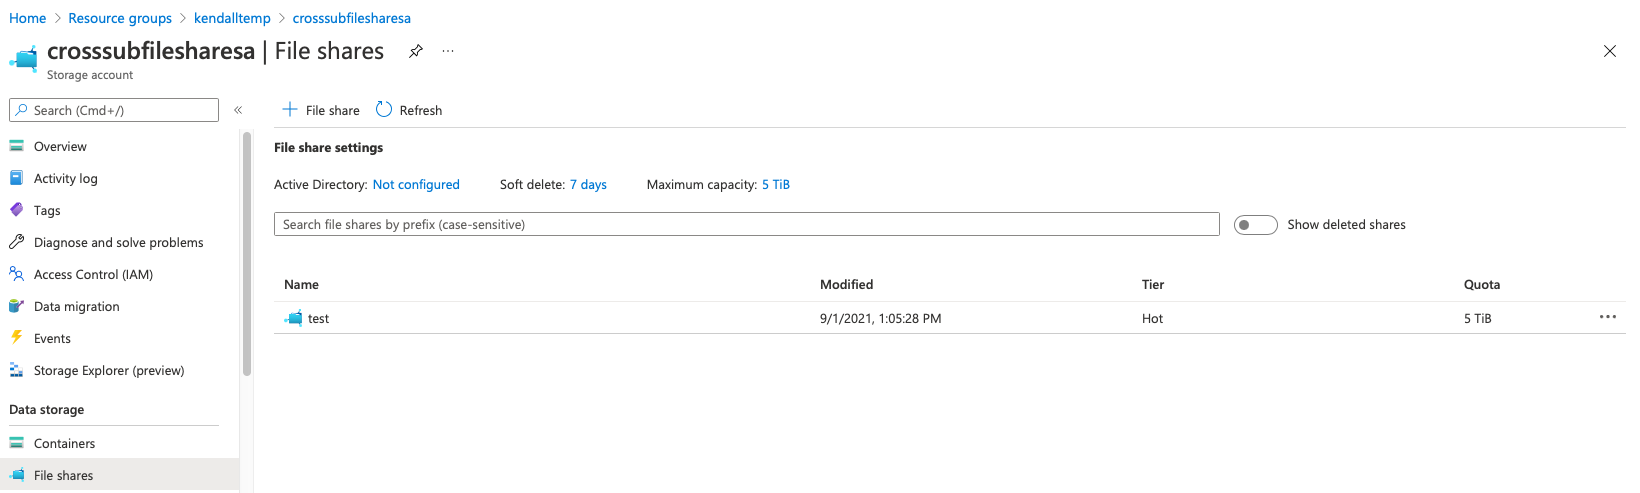 Home > Resource groups > kendalltemp > crosssubfilesharesa
crosssubfilesharesa | File shares
Storage account
Search (Cmd+/)
Overview
Activity log
Tags
Diagnose and solve problems
Access Control (IAM)
Data migration
Events
Storage Explorer (preview)
Data storage
Containers
File shares
File share Refresh
File share settings
Active Directory: Not configured Soft delete: 7 days Maximum capacity: 5 TiB
Search file shares by prefix (case-sensitive) Show deleted shares
Name Modified Tier Quota
test 9/1/2021, 1:05:28 PM Hot 5 TiB